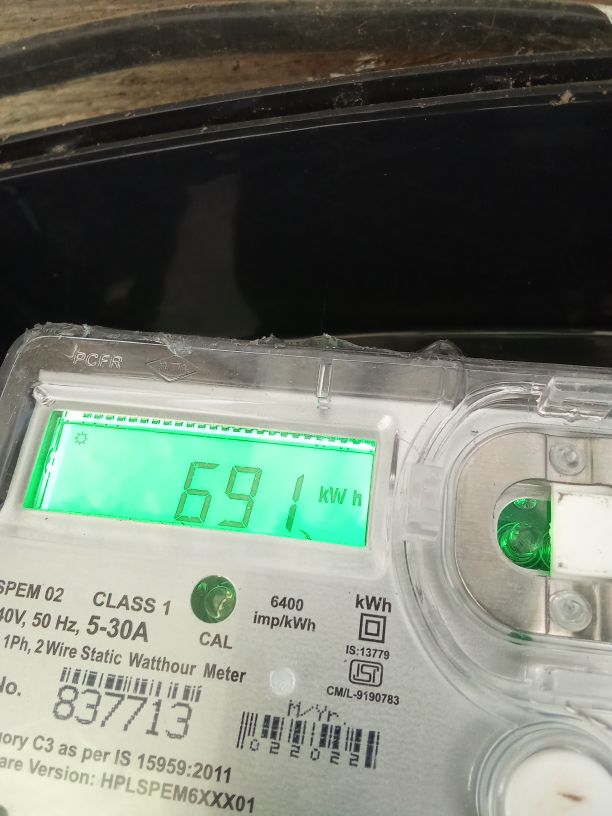 PCFR
691 kWh
SPEM 02 CLASS 1
40V, 50 Hz, 5-30A
CAL
6400
imp/kWh
kWh
IS:13779
CM/L-9190783
1Ph, 2 Wire Static Watthour Meter
No.
837713
M/Yr
022022
gory C3 as per IS 15959:2011
are Version: HPLSPEM6XXX01